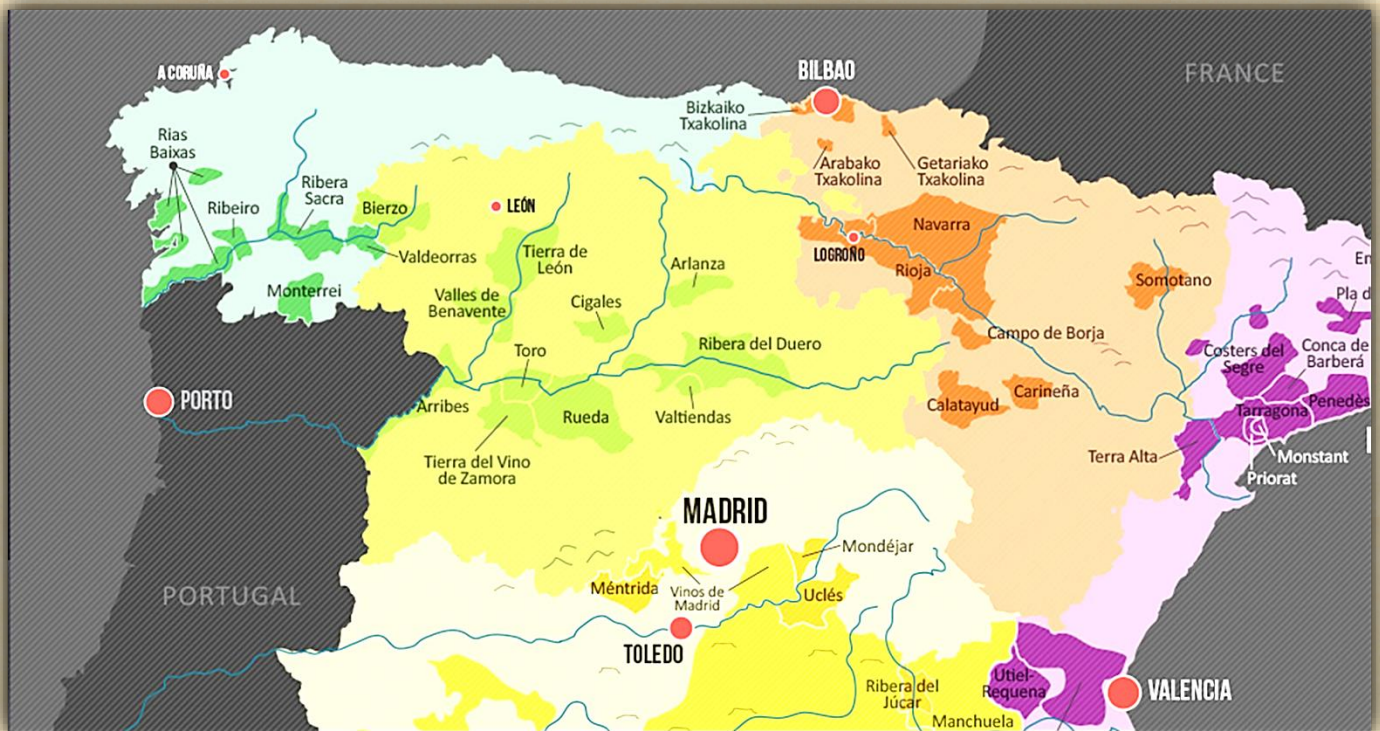 A CORUÑA
BILBAO
FRANCE
Bizkaiko
Txakolina
Rias
Baixas
Arabako
Txakolina
Getariako
Txakolina
Ribera
Sacra
Ribeiro
Bierzo
LEÓN
Navarra
Valdeorras
Tierra de
León
LOGROÑO
Arlanza
Rioja
Somotano
Monterrei
Valles de
Benavente
Cigales
Pla d
En
Campo de Borja
Ribera del Duero
Toro
Costers del
Segre
Conca de
Barberá
PORTO
Arribes
Rueda
Valtiendas
Calatayud
Carineña
Tarragona
Penedès
Tierra del Vino
de Zamora
Terra Alta
Monstant
Priorat
MADRID
Mondéjar
PORTUGAL
Méntrida
Vinos de
Madrid
Uclés
TOLEDO
Utiel-
Requena
VALENCIA
Ribera del
Júcar
Manchuela